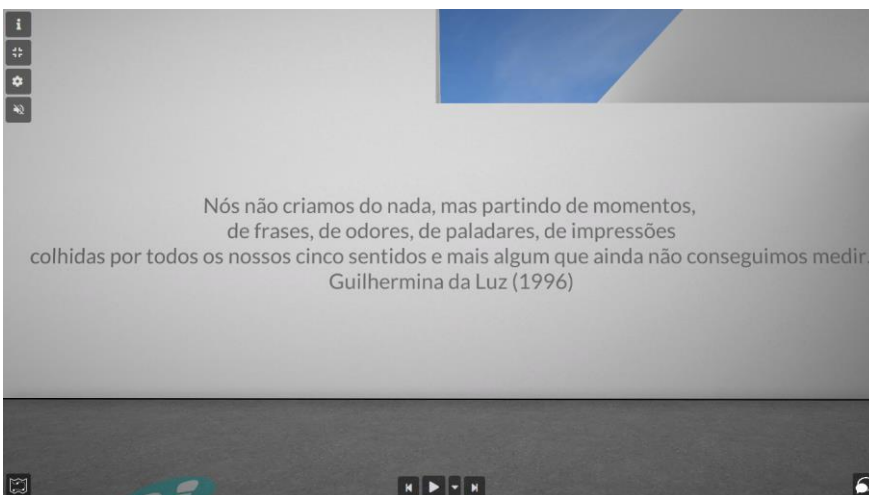 Nós não criamos do nada, mas partindo de momentos,
de frases, de odores, de paladares, de impressões
colhidas por todos os nossos cinco sentidos e mais algum que ainda não conseguimos medir.
Guilhermina da Luz (1996)